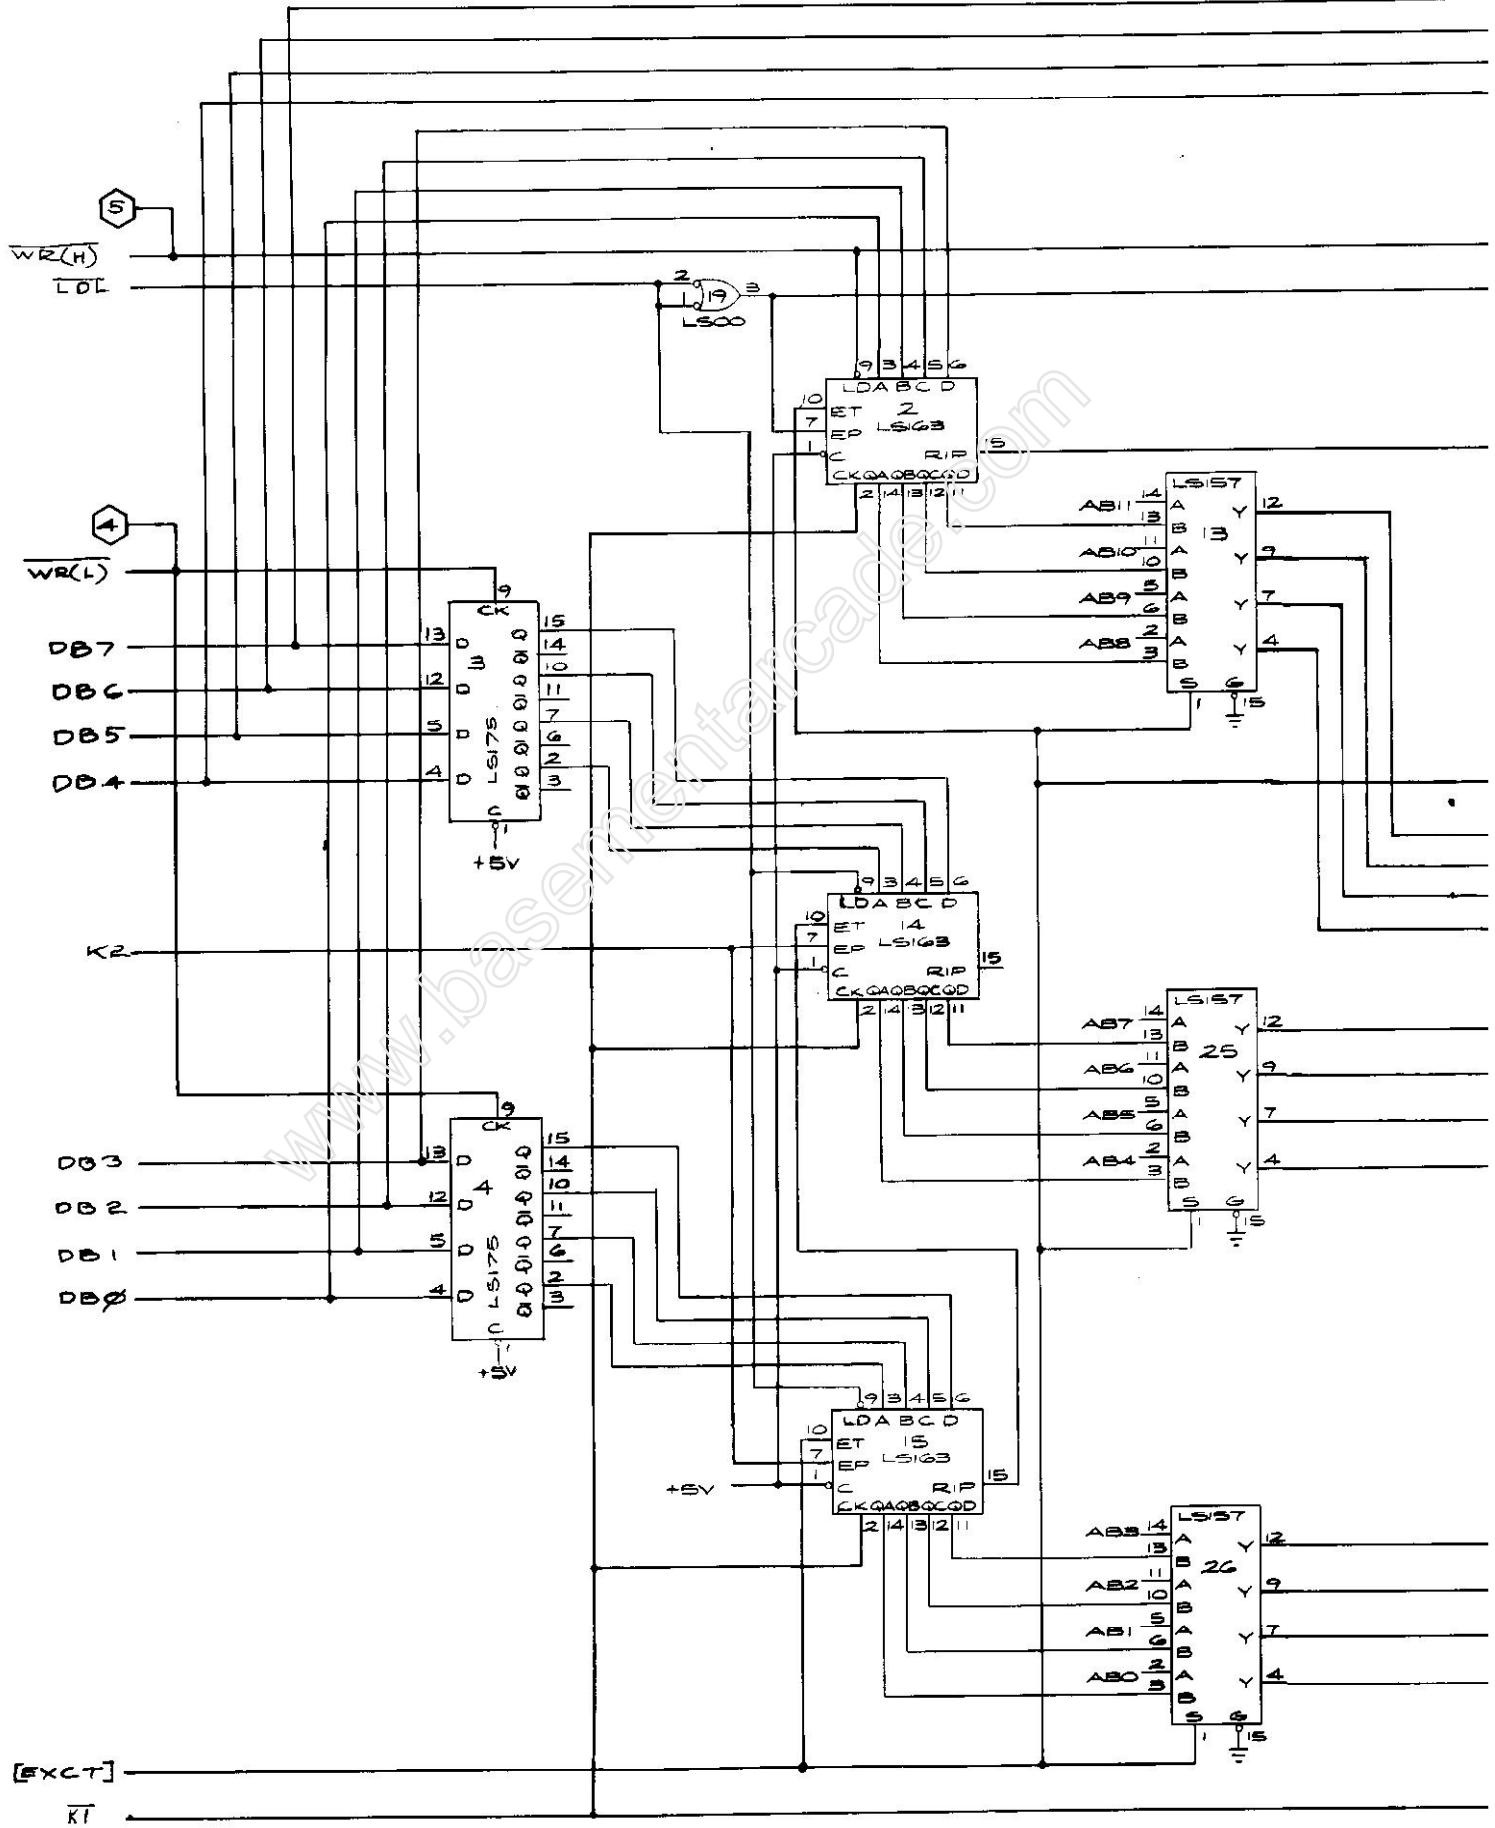 5
WR(H)
LDL
2
1
19
3
LS00
9 3 4 5 6
LD A B C D
10 ET 2
7 EP LS163
1 C RIP 15
CK QA QB QC QD
2 14 13 12 11
LS157
13
AB11 14 A Y 12
13 B
AB10 11 A Y 9
10 B
AB9 5 A Y 7
6 B
AB8 2 A Y 4
3 B
S G
1 15
4
WR(L)
9
CK
3
LS175
DB7 13 D Q 15
Q 14
DB6 12 D Q 10
Q 11
DB5 5 D Q 7
Q 6
DB4 4 D Q 2
Q 3
C
1
+5V
9 3 4 5 6
LD A B C D
10 ET 14
K2 7 EP LS163
1 C RIP 15
CK QA QB QC QD
2 14 13 12 11
LS157
25
AB7 14 A Y 12
13 B
AB6 11 A Y 9
10 B
AB5 5 A Y 7
6 B
AB4 2 A Y 4
3 B
S G
1 15
9
CK
4
LS175
DB3 13 D Q 15
Q 14
DB2 12 D Q 10
Q 11
DB1 5 D Q 7
Q 6
DBØ 4 D Q 2
Q 3
C
1
+5V
9 3 4 5 6
LD A B C D
10 ET 15
7 EP LS163
+5V 1 C RIP 15
CK QA QB QC QD
2 14 13 12 11
LS157
26
AB3 14 A Y 12
13 B
AB2 11 A Y 9
10 B
AB1 5 A Y 7
6 B
AB0 2 A Y 4
3 B
S G
1 15
[EXCT]
K1
www.basementarcade.com